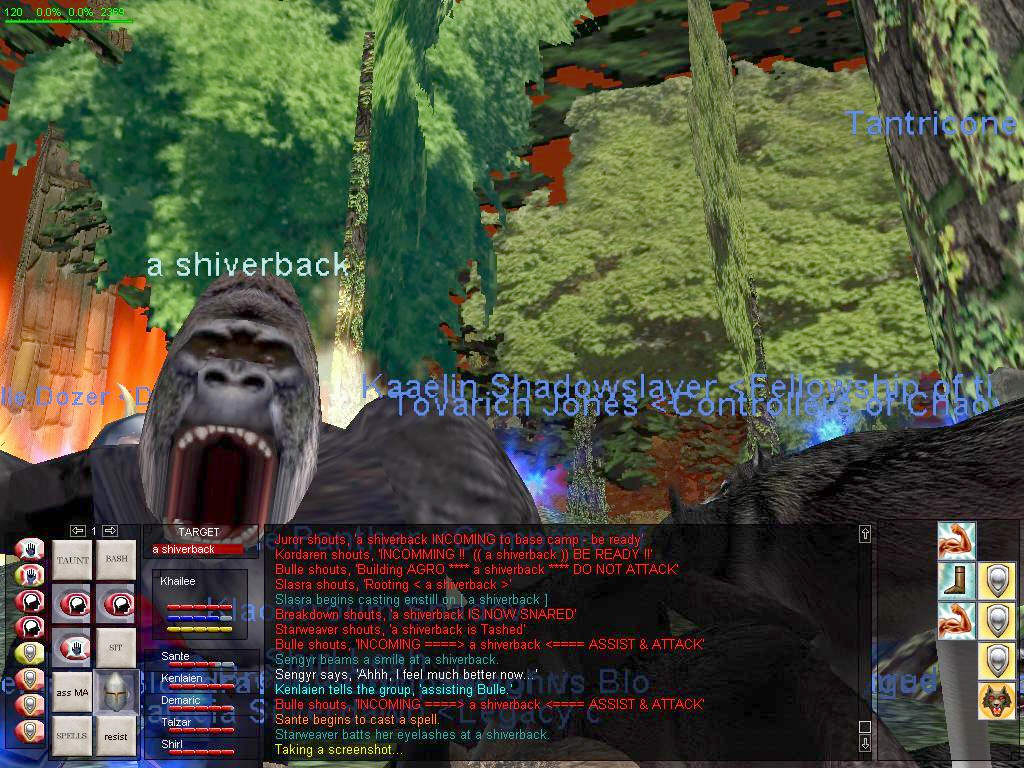 120 0.0% 0.0% 2369
Tantricone
a shiverback
lle Dozer
Kaaelin Shadowslayer <Fellowship of t
Tovarich Jones <Controllers of Chao
1
TARGET
a shiverback
TAUNT BASH
Khailee
SIT
Sante
ass MA
Kenlaien
Demaric
SPELLS resist
Talzar
Shirl
Juror shouts, 'a shiverback INCOMING to base camp - be ready'
Kordaren shouts, 'INCOMMING !! (( a shiverback )) BE READY !!'
Bulle shouts, 'Building AGRO **** a shiverback **** DO NOT ATTACK'
Slasra shouts, 'Rooting < a shiverback >'
Slasra begins casting enstill on [ a shiverback ]
Breakdown shouts, 'a shiverback IS NOW SNARED'
Starweaver shouts, 'a shiverback is Tashed'
Bulle shouts, 'INCOMING ====> a shiverback <==== ASSIST & ATTACK'
Sengyr beams a smile at a shiverback.
Sengyr says, 'Ahhh, I feel much better now...'
Kenlaien tells the group, 'assisting Bulle.'
Bulle shouts, 'INCOMING ====> a shiverback <==== ASSIST & ATTACK'
Sante begins to cast a spell.
Starweaver batts her eyelashes at a shiverback.
Taking a screenshot...